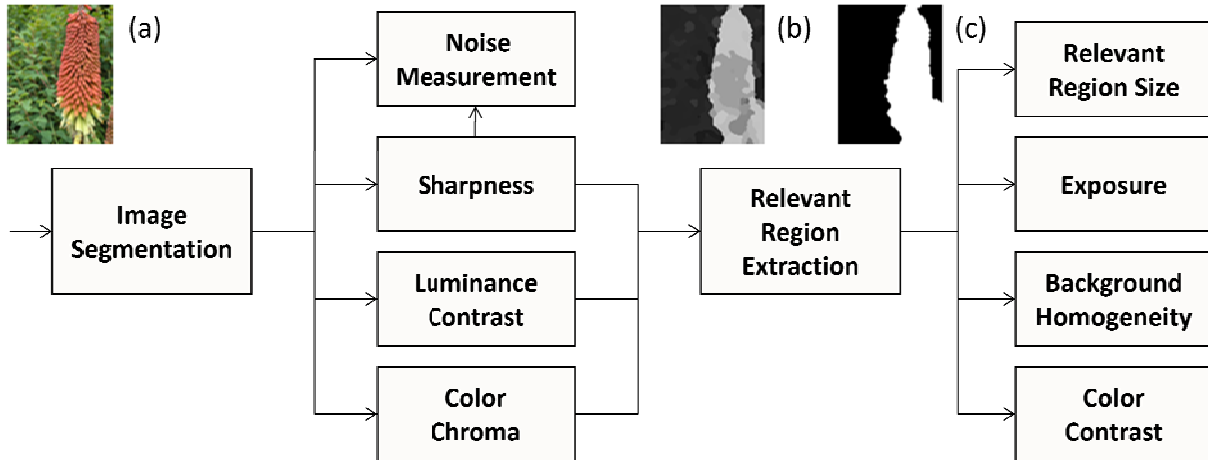 (a)
Noise
Measurement
(b)
(c)
Relevant
Region Size
Image
Segmentation
Sharpness
Relevant
Region
Extraction
Exposure
Luminance
Contrast
Background
Homogeneity
Color
Chroma
Color
Contrast